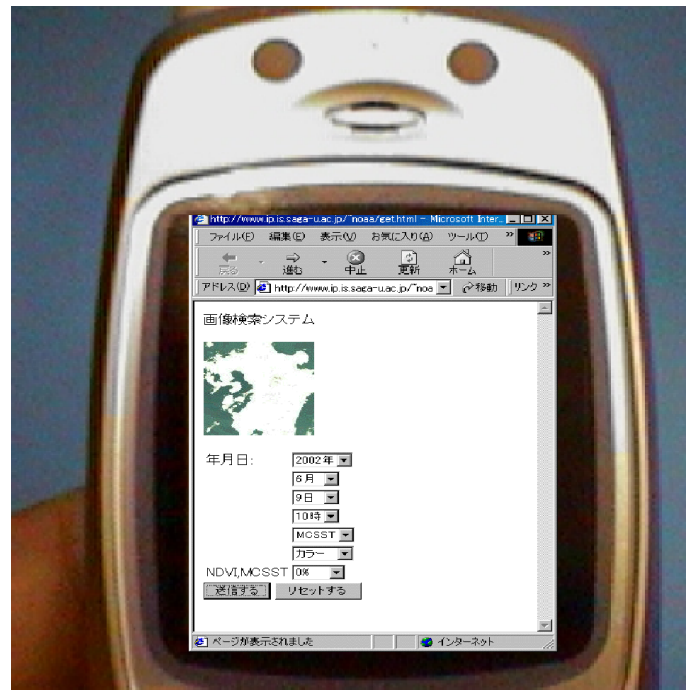 http://www.ip.is.saga-u.ac.jp/~noaa/get.html - Microsoft Inter...
ファイル(F) 編集(E) 表示(V) お気に入り(A) ツール(T) »
戻る 進む 中止 更新 ホーム »
アドレス(D) http://www.ip.is.saga-u.ac.jp/~noa 移動 リンク »
画像検索システム
年月日: 2002年
6月
9日
10時
MCSST
カラー
NDVI,MCSST 0%
送信する リセットする
ページが表示されました インターネット